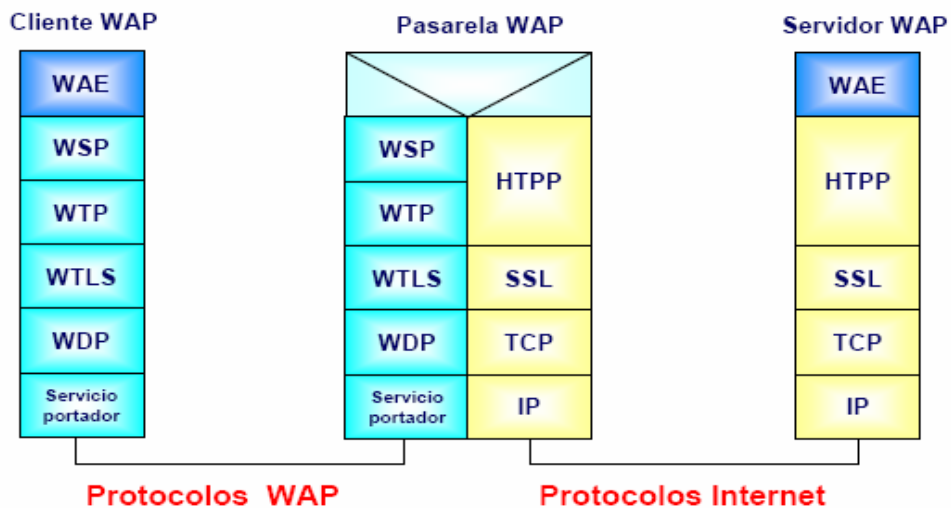 Cliente WAP
WAE
WSP
WTP
WTLS
WDP
Servicio
portador
Pasarela WAP
WSP
WTP
WTLS
WDP
Servicio
portador
HTPP
SSL
TCP
IP
Servidor WAP
WAE
HTPP
SSL
TCP
IP
Protocolos WAP
Protocolos Internet